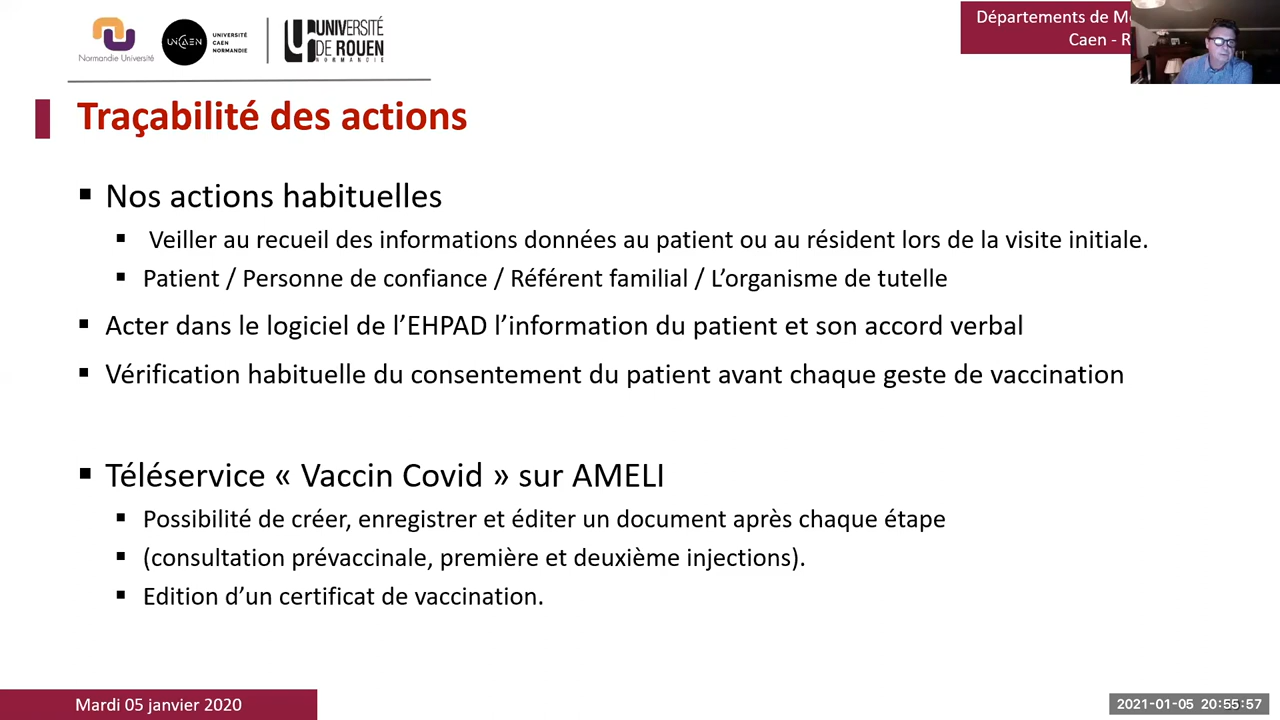 Normandie Université
UNICAEN
UNIVERSITÉ
CAEN
NORMANDIE
UNIVERSITÉ
DE ROUEN
NORMANDIE
Départements de
Caen - R
Traçabilité des actions
Nos actions habituelles
Veiller au recueil des informations données au patient ou au résident lors de la visite initiale.
Patient / Personne de confiance / Référent familial / L’organisme de tutelle
Acter dans le logiciel de l’EHPAD l’information du patient et son accord verbal
Vérification habituelle du consentement du patient avant chaque geste de vaccination
Téléservice « Vaccin Covid » sur AMELI
Possibilité de créer, enregistrer et éditer un document après chaque étape
(consultation prévaccinale, première et deuxième injections).
Edition d’un certificat de vaccination.
Mardi 05 janvier 2020
2021-01-05 20:55:57